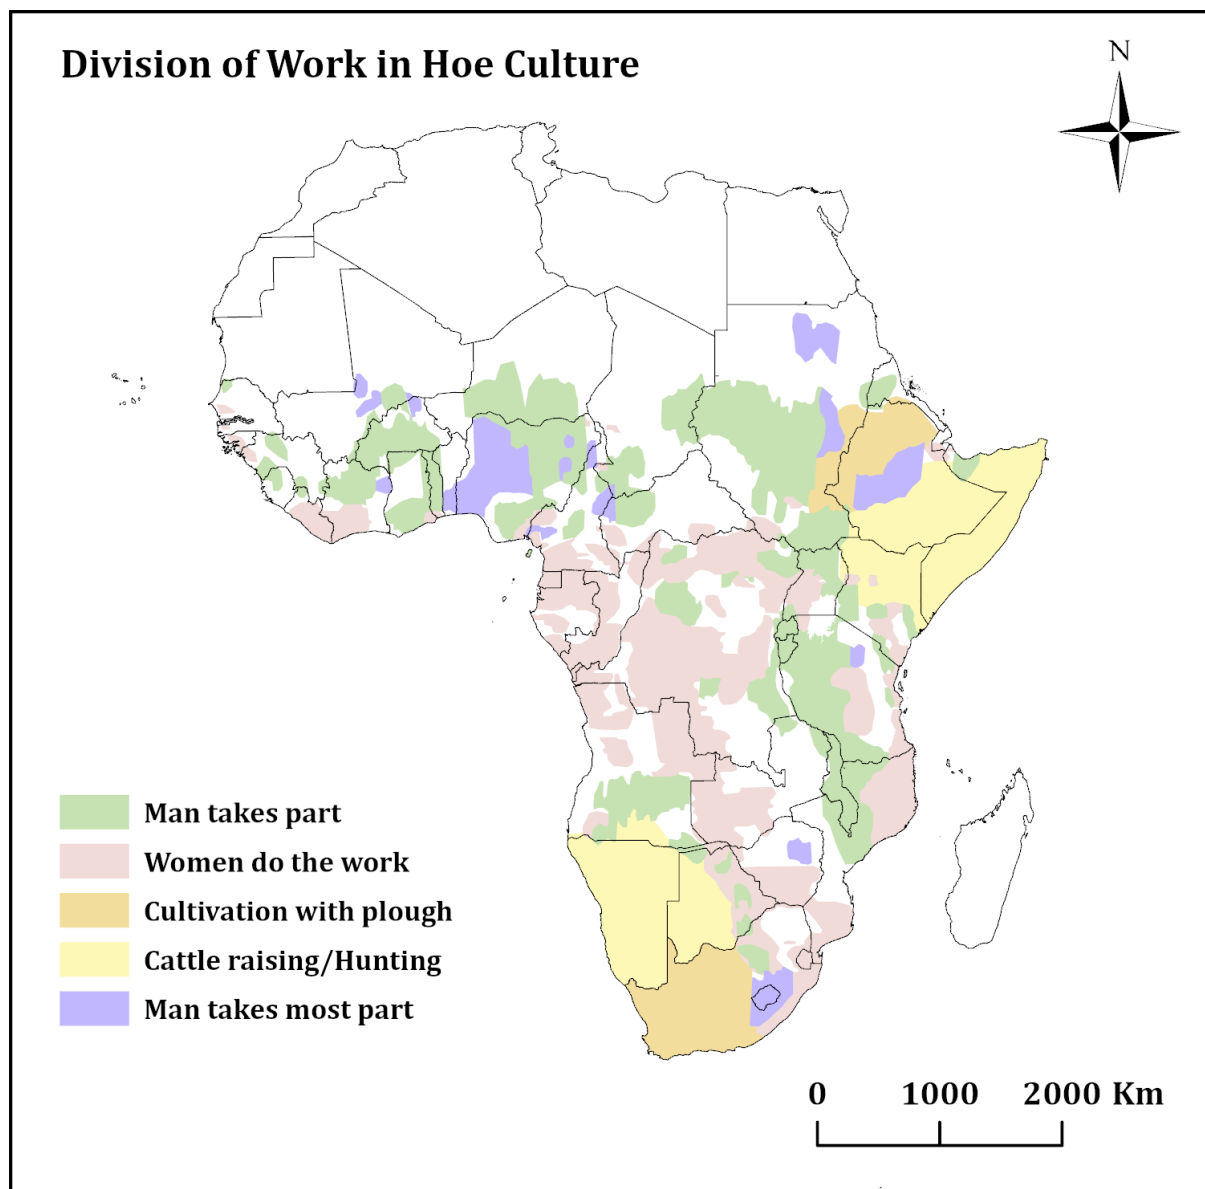 Division of Work in Hoe Culture
N
Man takes part
Women do the work
Cultivation with plough
Cattle raising/Hunting
Man takes most part
0 1000 2000 Km